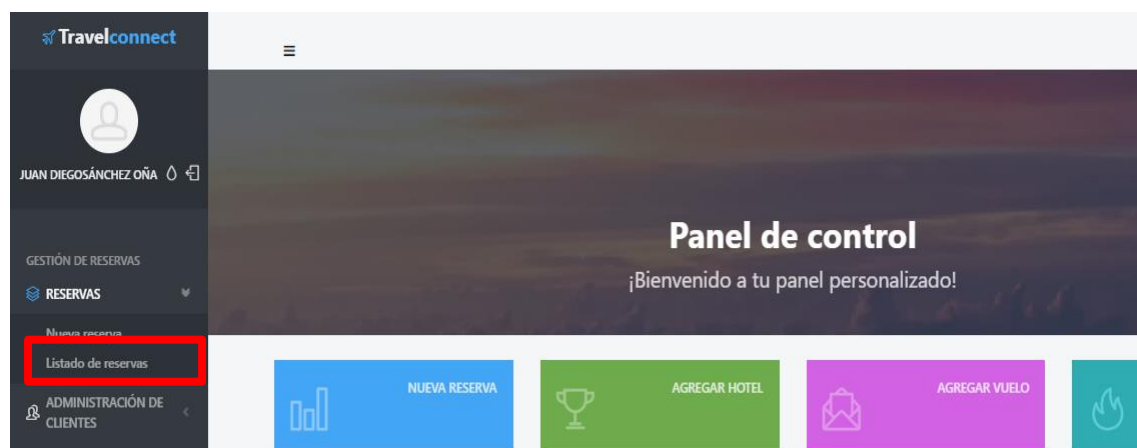 Travelconnect
JUAN DIEGOSÁNCHEZ OÑA
GESTIÓN DE RESERVAS
RESERVAS
Nueva reserva
Listado de reservas
ADMINISTRACIÓN DE
CLIENTES
Panel de control
¡Bienvenido a tu panel personalizado!
NUEVA RESERVA
AGREGAR HOTEL
AGREGAR VUELO